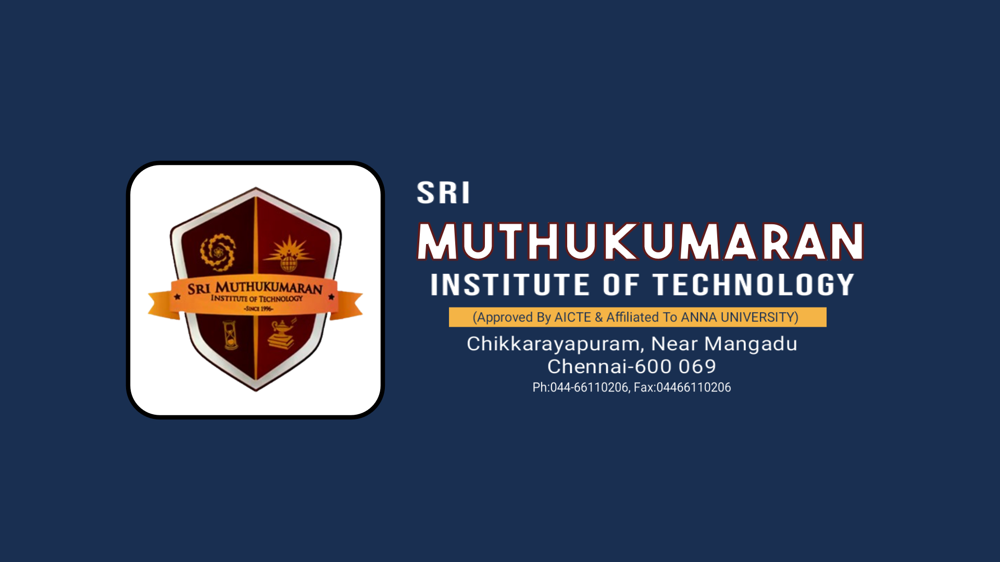 SRI MUTHUKUMARAN
INSTITUTE OF TECHNOLOGY
-SINCE 1996-
SRI
MUTHUKUMARAN
INSTITUTE OF TECHNOLOGY
(Approved By AICTE & Affiliated To ANNA UNIVERSITY)
Chikkarayapuram, Near Mangadu
Chennai-600 069
Ph:044-66110206, Fax:04466110206